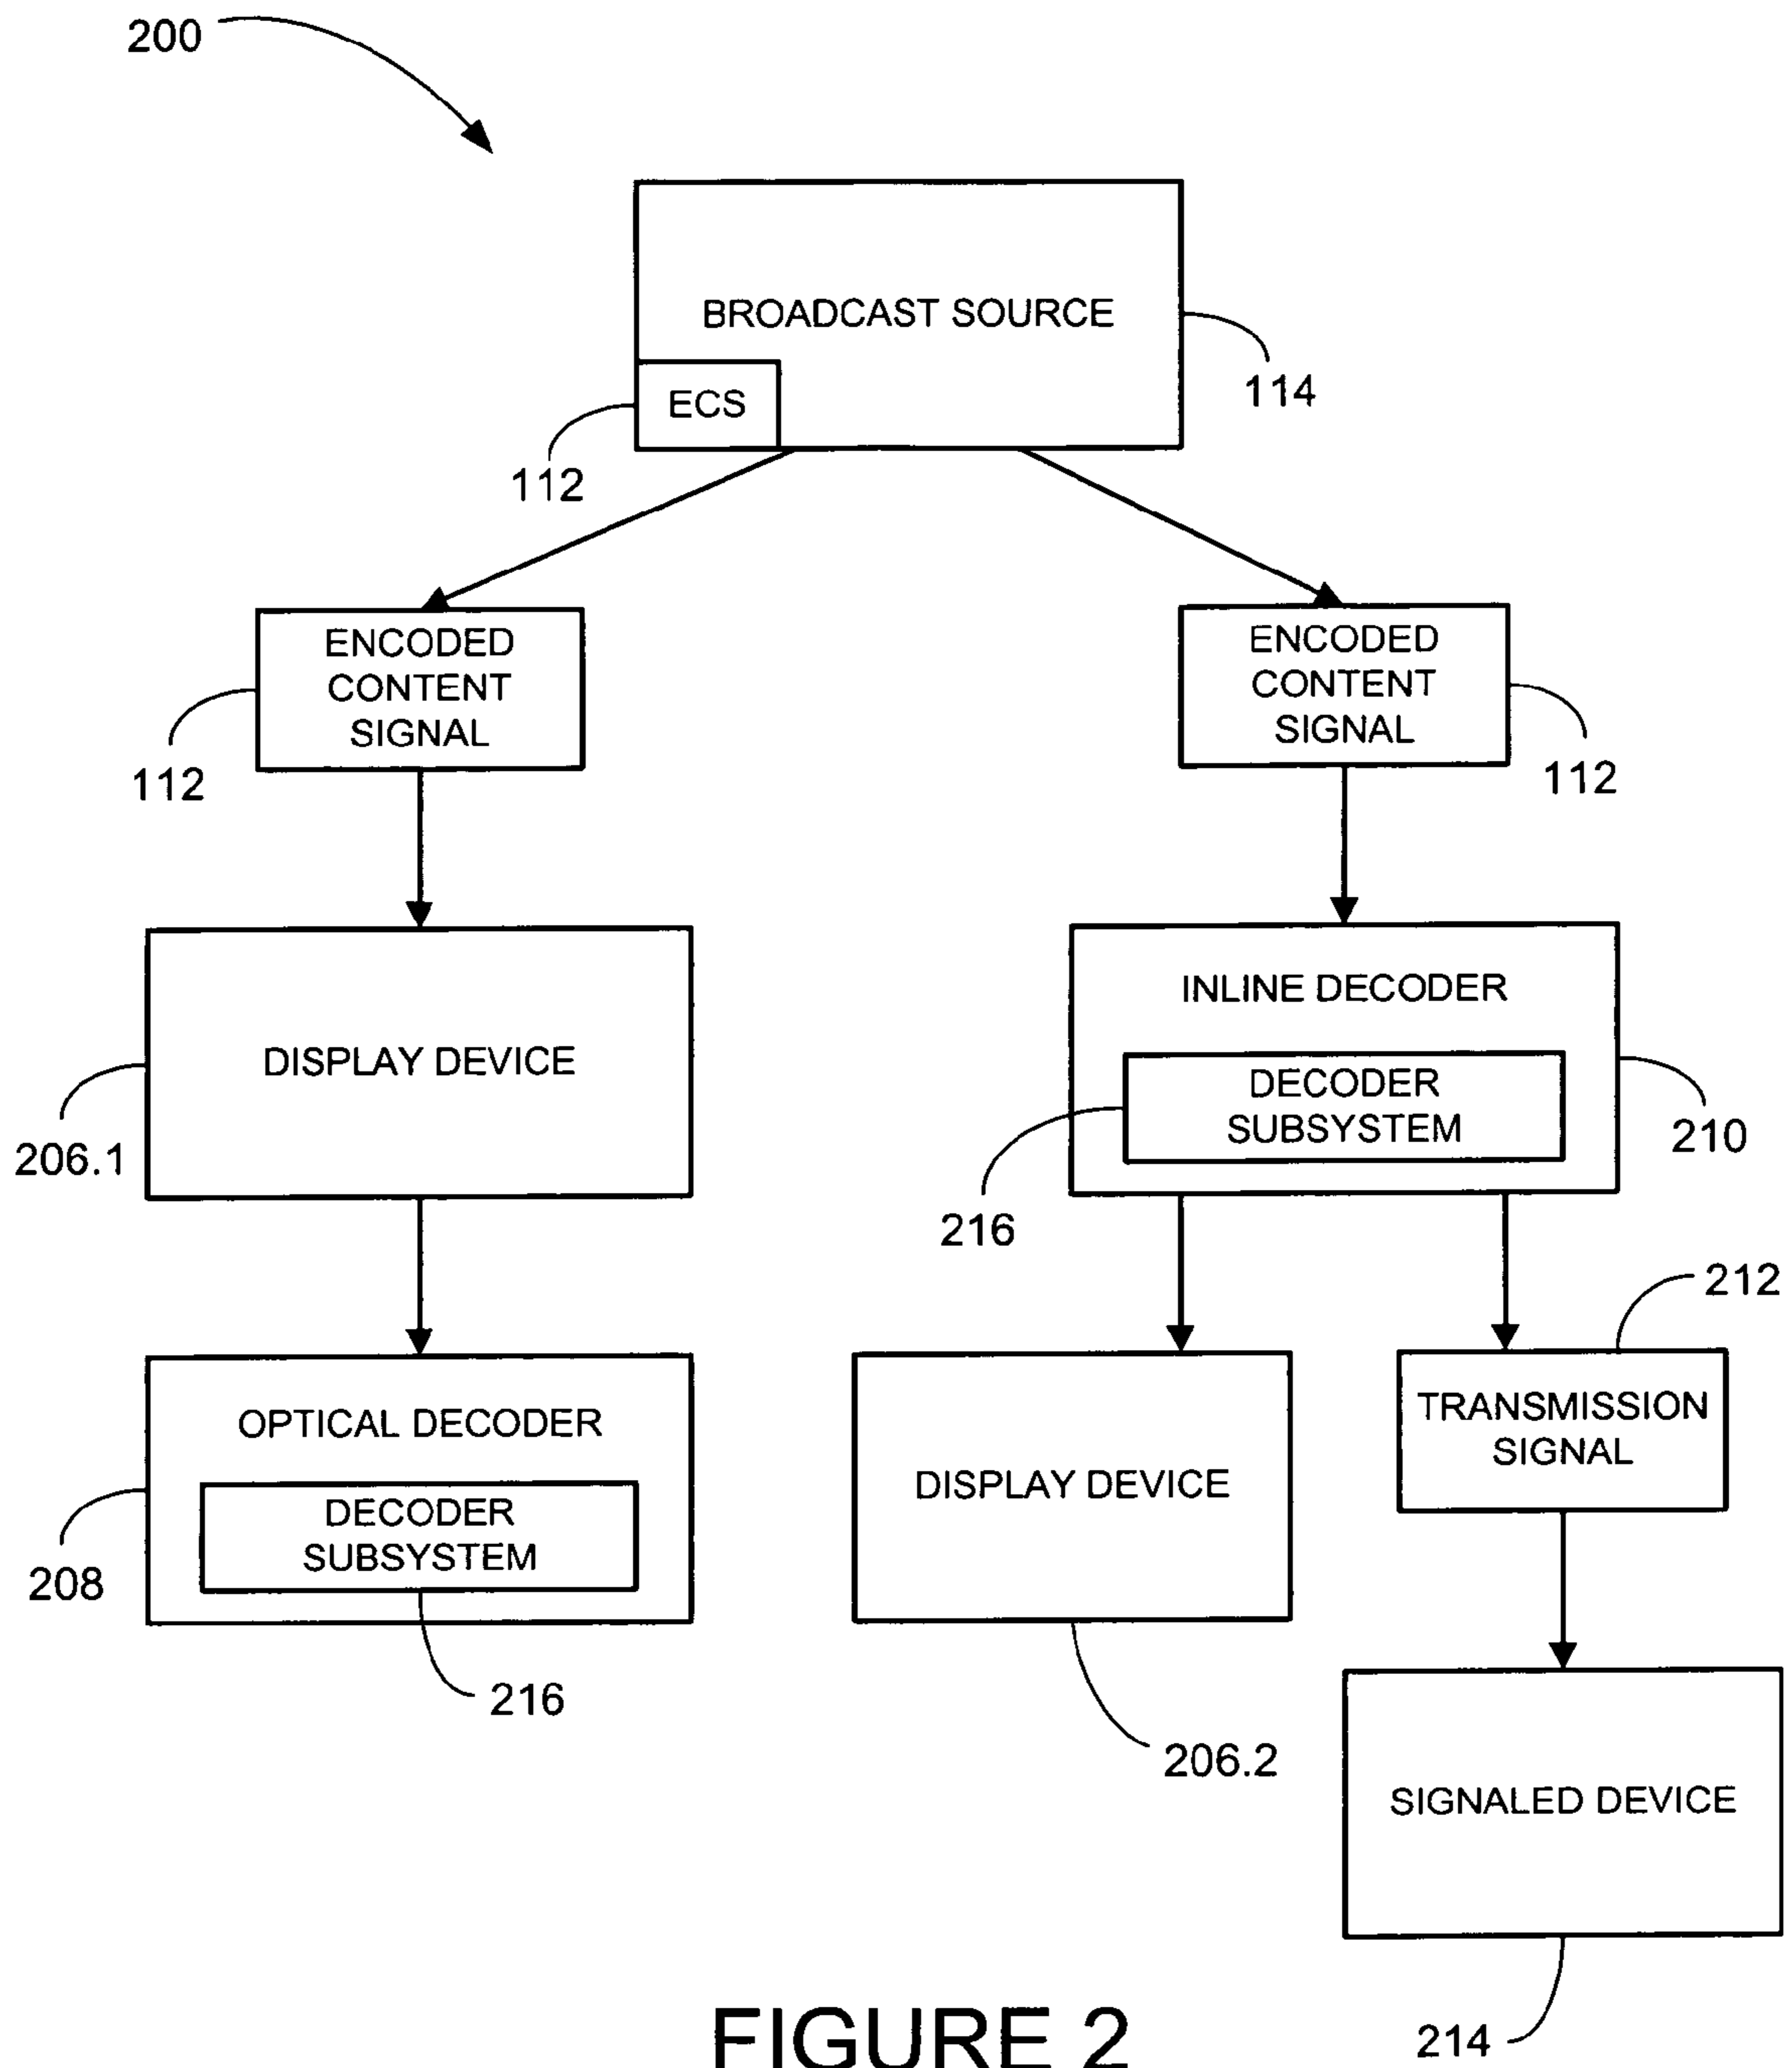 200
BROADCAST SOURCE
114
ECS
112
ENCODED
CONTENT
SIGNAL
112
ENCODED
CONTENT
SIGNAL
112
DISPLAY DEVICE
206.1
INLINE DECODER
DECODER
SUBSYSTEM
210
216
OPTICAL DECODER
DECODER
SUBSYSTEM
208
216
DISPLAY DEVICE
206.2
212
TRANSMISSION
SIGNAL
SIGNALED DEVICE
214
FIGURE 2